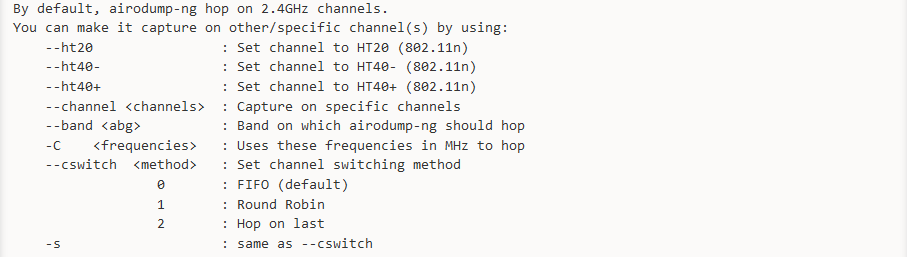 By default, airodump-ng hop on 2.4GHz channels.
You can make it capture on other/specific channel(s) by using:
--ht20 : Set channel to HT20 (802.11n)
--ht40- : Set channel to HT40- (802.11n)
--ht40+ : Set channel to HT40+ (802.11n)
--channel <channels> : Capture on specific channels
--band <abg> : Band on which airodump-ng should hop
-C <frequencies> : Uses these frequencies in MHz to hop
--cswitch <method> : Set channel switching method
0 : FIFO (default)
1 : Round Robin
2 : Hop on last
-s : same as --cswitch